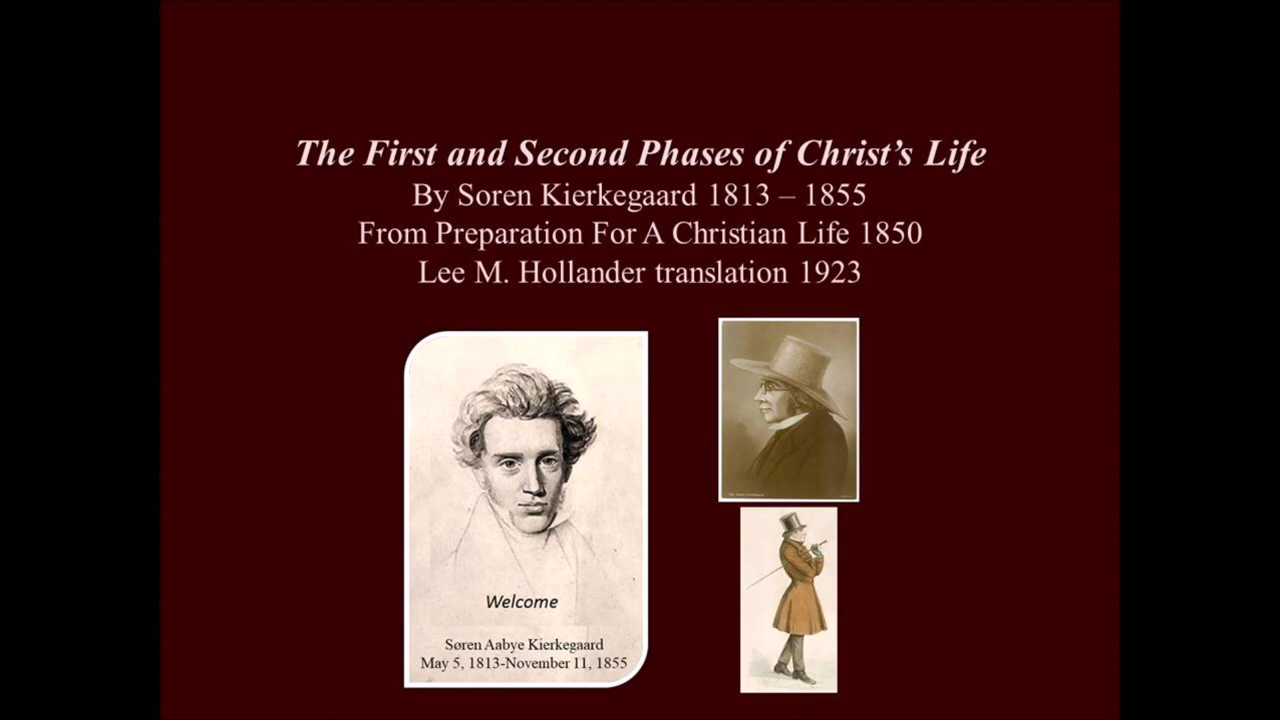 The First and Second Phases of Christ's Life
By Soren Kierkegaard 1813 – 1855
From Preparation For A Christian Life 1850
Lee M. Hollander translation 1923
Welcome
Søren Aabye Kierkegaard
May 5, 1813-November 11, 1855